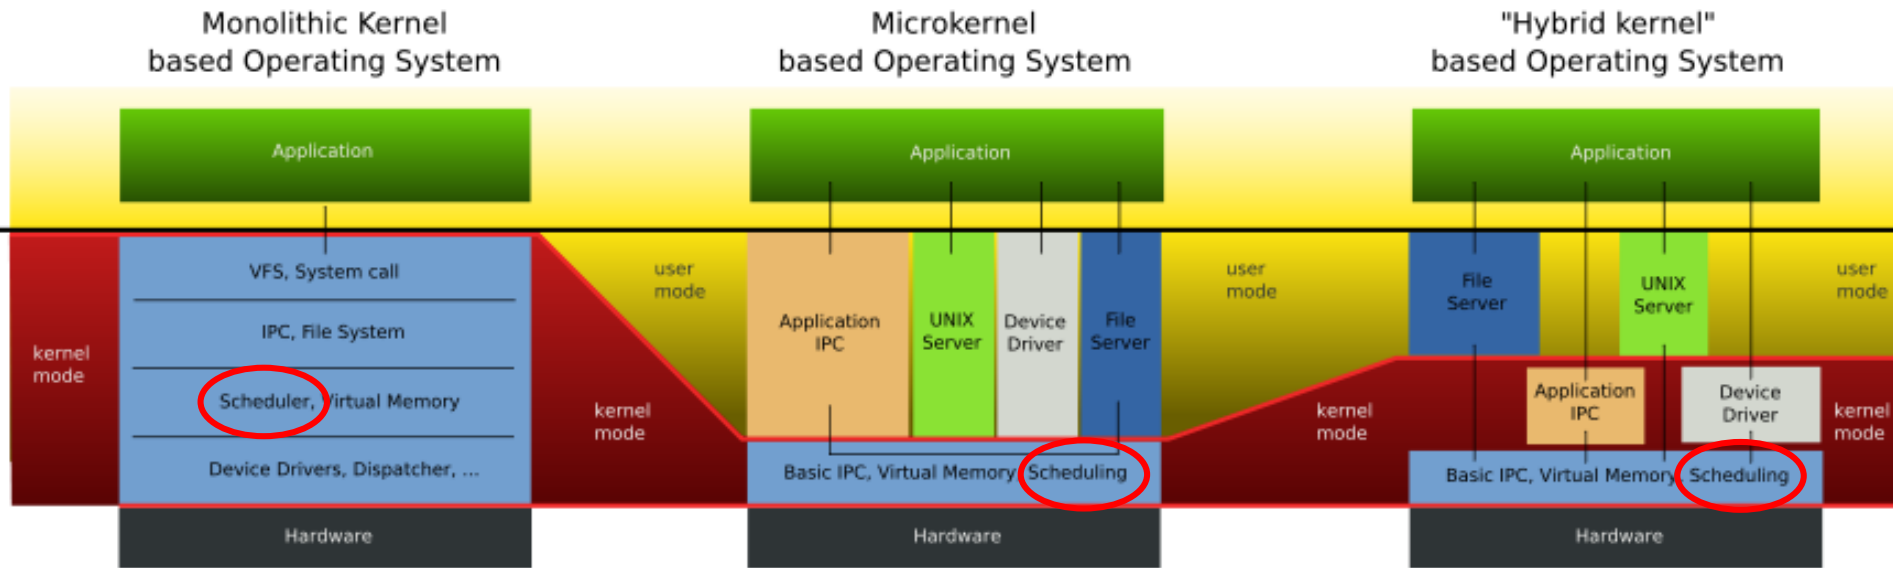 Monolithic Kernel
based Operating System
Microkernel
based Operating System
"Hybrid kernel"
based Operating System
Application
VFS, System call
IPC, File System
Scheduler, Virtual Memory
Device Drivers, Dispatcher, ...
Hardware
kernel
mode
user
mode
kernel
mode
Application
Application
IPC
UNIX
Server
Device
Driver
File
Server
Basic IPC, Virtual Memory, Scheduling
Hardware
user
mode
kernel
mode
Application
File
Server
UNIX
Server
Application
IPC
Device
Driver
Basic IPC, Virtual Memory, Scheduling
Hardware
user
mode
kernel
mode